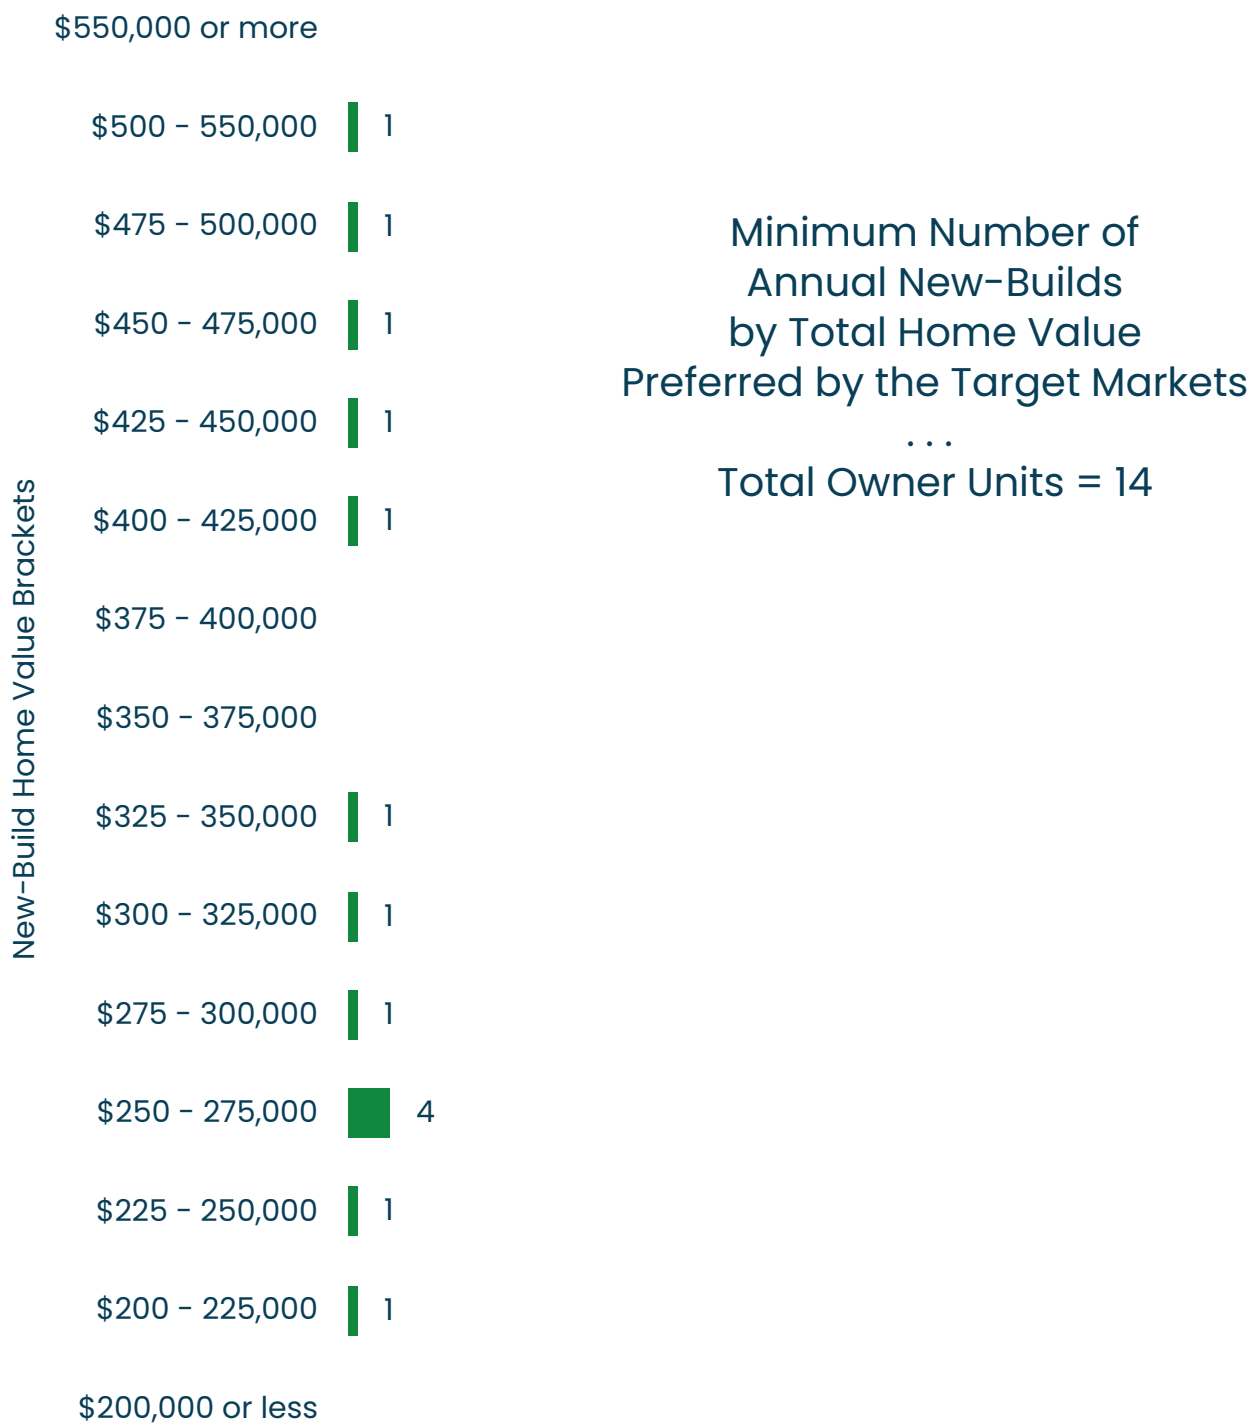 $550,000 or more
$500 - 550,000 1
$475 - 500,000 1
$450 - 475,000 1
$425 - 450,000 1
$400 - 425,000 1
$375 - 400,000
$350 - 375,000
$325 - 350,000 1
$300 - 325,000 1
$275 - 300,000 1
$250 - 275,000 4
$225 - 250,000 1
$200 - 225,000 1
$200,000 or less
New-Build Home Value Brackets
Minimum Number of
Annual New-Builds
by Total Home Value
Preferred by the Target Markets
. . .
Total Owner Units = 14